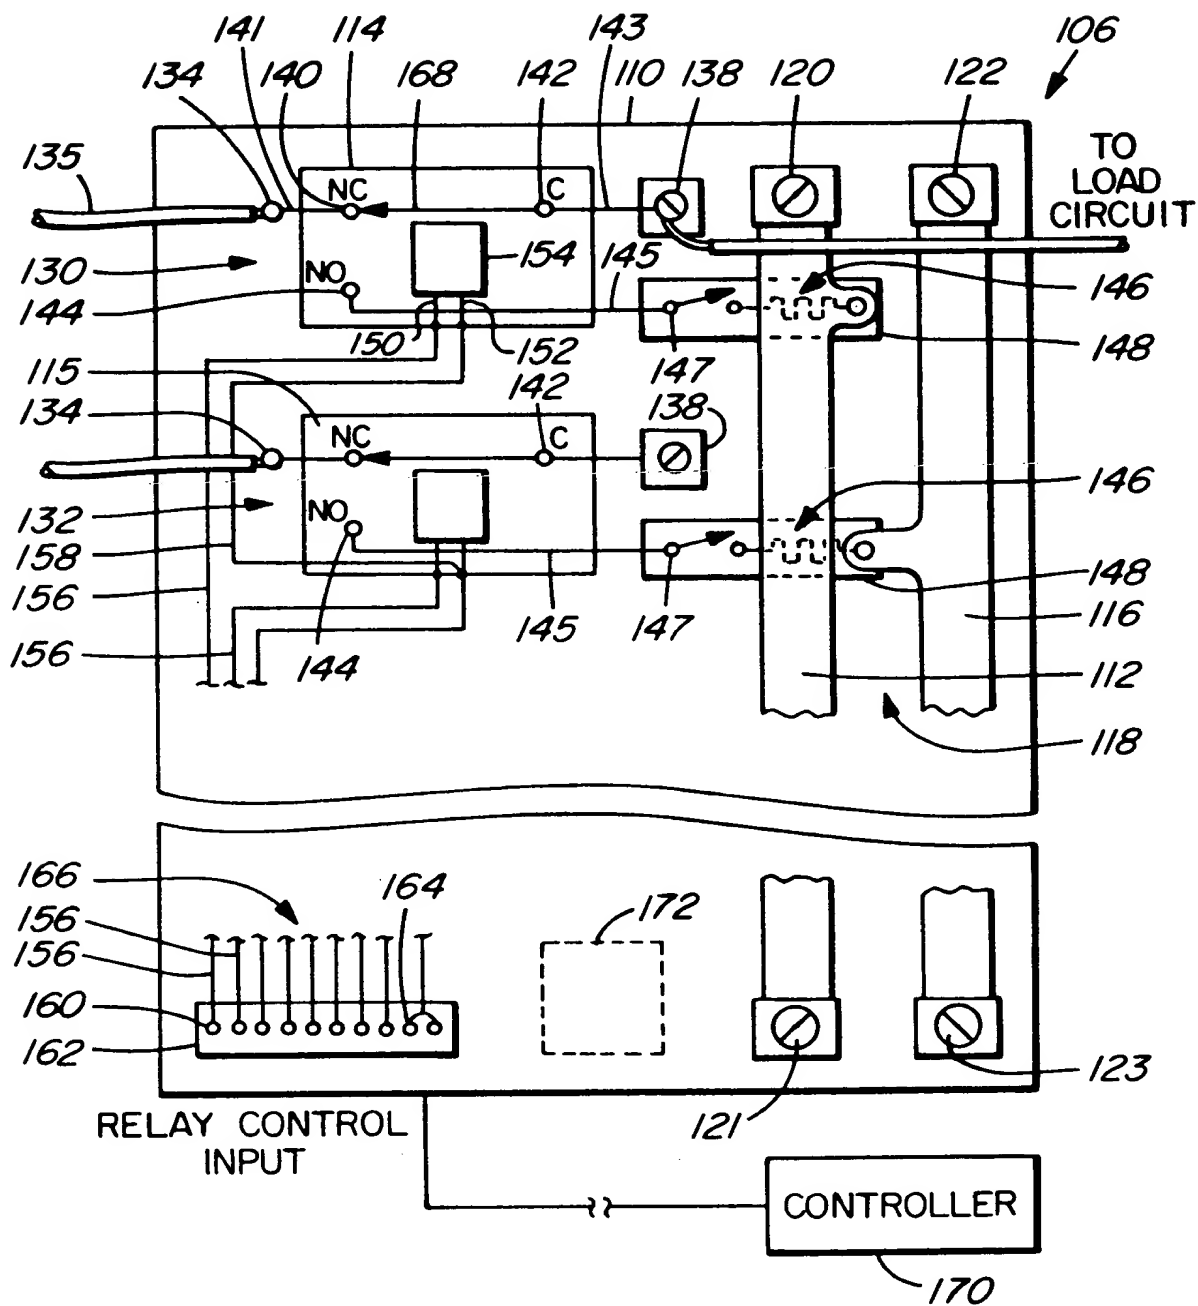 141 114 143 106
134 140 168 142 110 138 120 122
135
TO
LOAD
CIRCUIT
NC C
130 154 145 146
NO
144
150 152 148
115 147
142
134 138
NC C
146
132 NO
158
148
156 116
145 147
156 144 112
118
166 164
156 172
156
160
162 123
121
RELAY CONTROL
INPUT
CONTROLLER
170